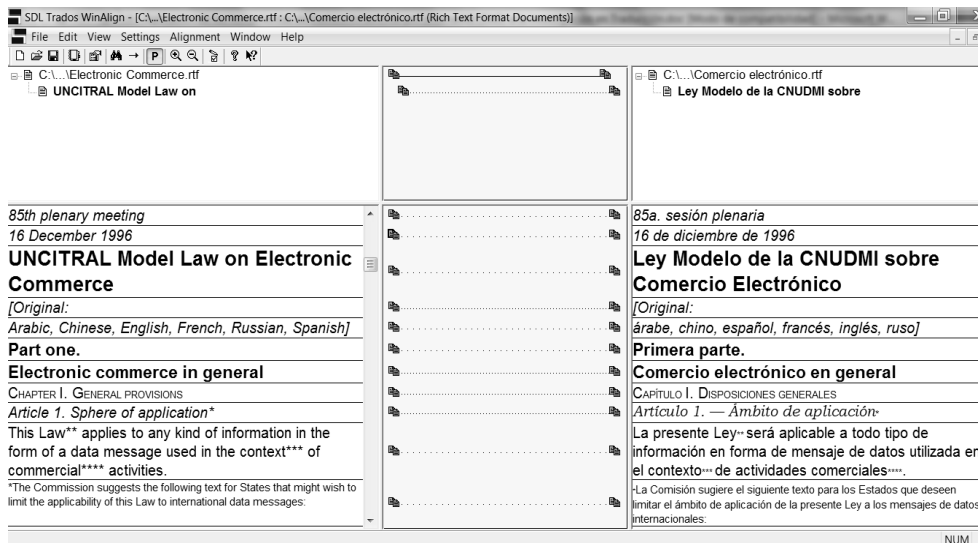 SDL Trados WinAlign - [C:\...\Electronic Commerce.rtf : C:\...\Comercio electrónico.rtf (Rich Text Format Documents)]
File Edit View Settings Alignment Window Help
P
C:\...\Electronic Commerce.rtf
UNCITRAL Model Law on
C:\...\Comercio electrónico.rtf
Ley Modelo de la CNUDMI sobre
85th plenary meeting
16 December 1996
UNCITRAL Model Law on Electronic
Commerce
[Original:
Arabic, Chinese, English, French, Russian, Spanish]
Part one.
Electronic commerce in general
CHAPTER I. GENERAL PROVISIONS
Article 1. Sphere of application*
This Law** applies to any kind of information in the
form of a data message used in the context*** of
commercial**** activities.
*The Commission suggests the following text for States that might wish to
limit the applicability of this Law to international data messages:
85a. sesión plenaria
16 de diciembre de 1996
Ley Modelo de la CNUDMI sobre
Comercio Electrónico
[Original:
árabe, chino, español, francés, inglés, ruso]
Primera parte.
Comercio electrónico en general
CAPÍTULO I. DISPOSICIONES GENERALES
Artículo 1. — Ámbito de aplicación*
La presente Ley** será aplicable a todo tipo de
información en forma de mensaje de datos utilizada en
el contexto*** de actividades comerciales****.
*La Comisión sugiere el siguiente texto para los Estados que deseen
limitar el ámbito de aplicación de la presente Ley a los mensajes de datos
internacionales:
NUM